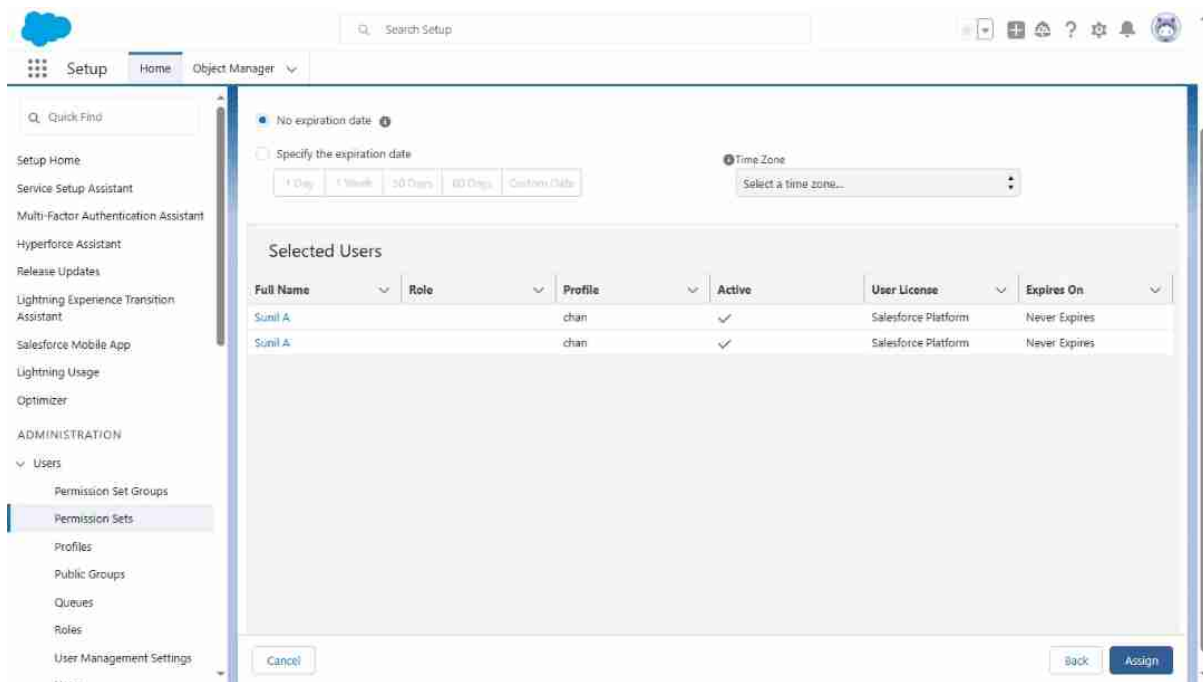 Search Setup
Setup Home Object Manager
Quick Find
Setup Home
Service Setup Assistant
Multi-Factor Authentication Assistant
Hyperforce Assistant
Release Updates
Lightning Experience Transition
Assistant
Salesforce Mobile App
Lightning Usage
Optimizer
ADMINISTRATION
Users
Permission Set Groups
Permission Sets
Profiles
Public Groups
Queues
Roles
User Management Settings
No expiration date
Specify the expiration date
1 Day 1 Week 30 Days 60 Days Custom Date
Time Zone
Select a time zone...
Selected Users
Full Name Role Profile Active User License Expires On
Sunil A chan Salesforce Platform Never Expires
Sunil A chan Salesforce Platform Never Expires
Cancel Back Assign